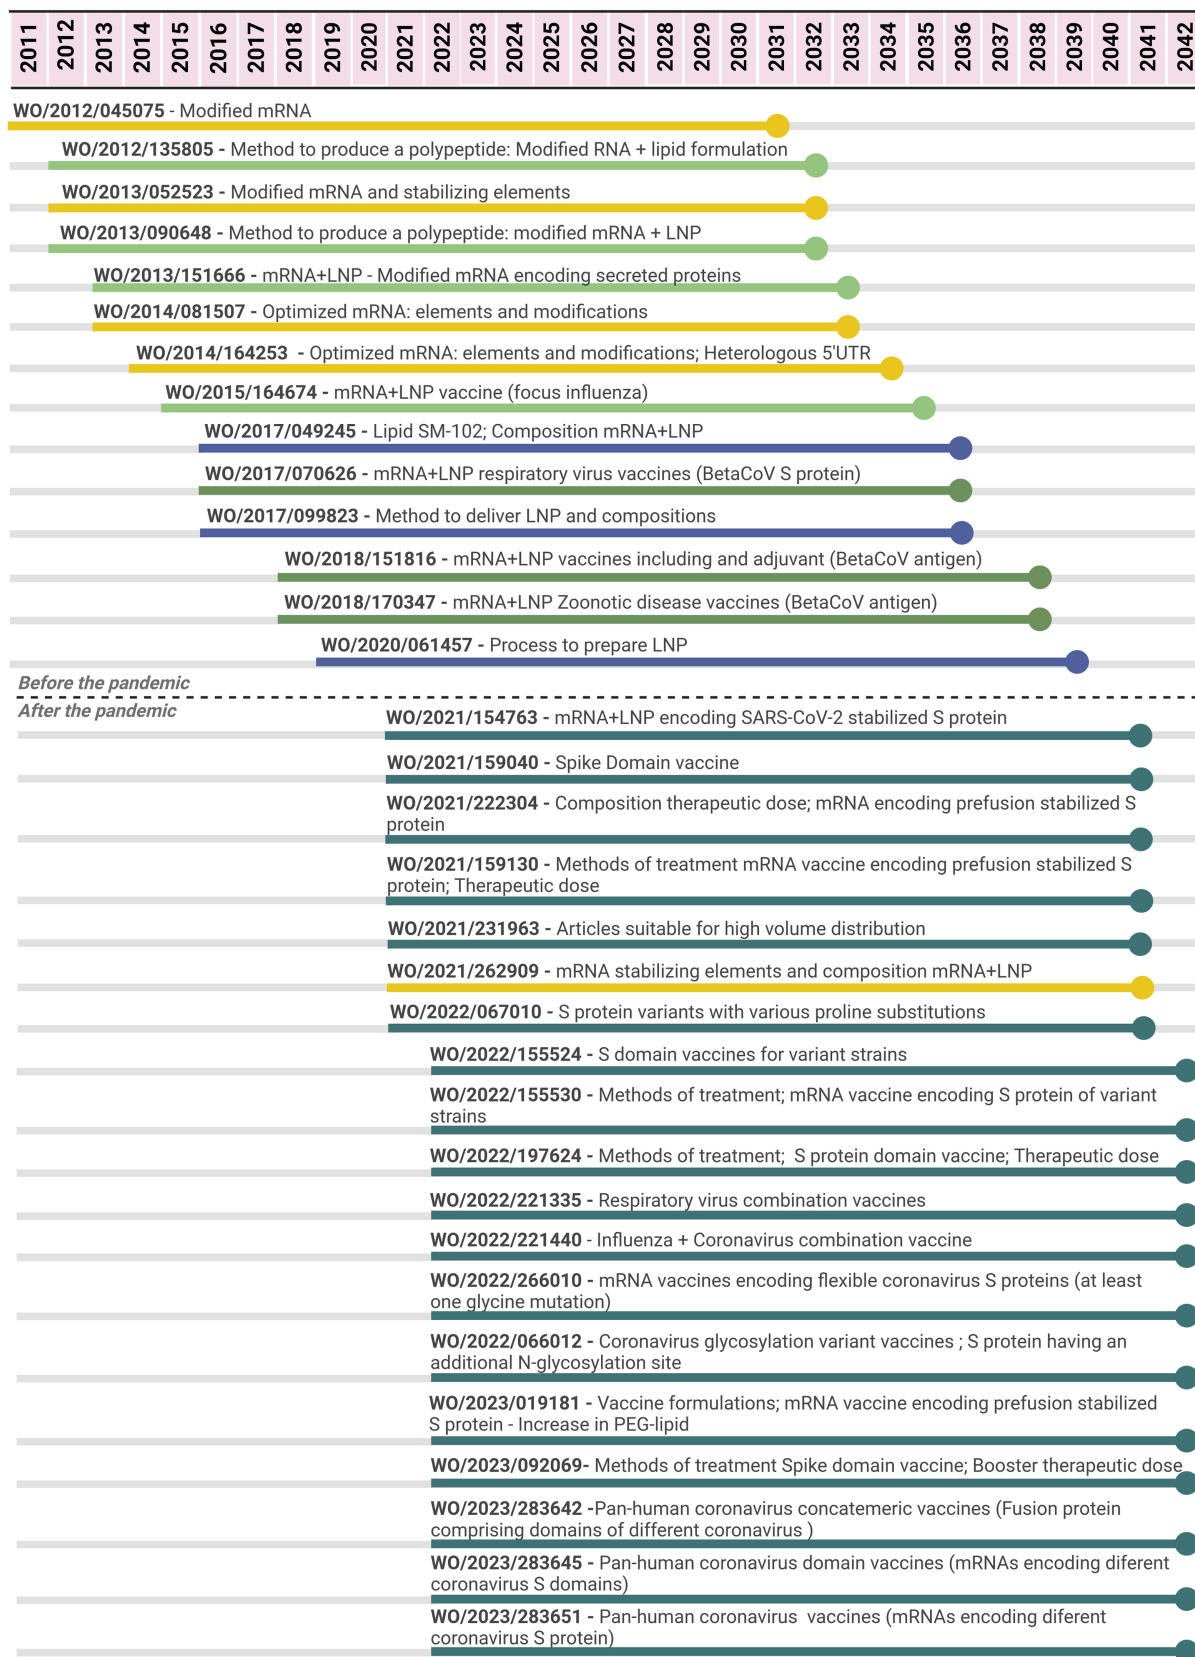 2011 2012 2013 2014 2015 2016 2017 2018 2019 2020 2021 2022 2023 2024 2025 2026 2027 2028 2029 2030 2031 2032 2033 2034 2035 2036 2037 2038 2039 2040 2041 2042
WO/2012/045075 - Modified mRNA
WO/2012/135805 - Method to produce a polypeptide: Modified RNA + lipid formulation
WO/2013/052523 - Modified mRNA and stabilizing elements
WO/2013/090648 - Method to produce a polypeptide: modified mRNA + LNP
WO/2013/151666 - mRNA+LNP - Modified mRNA encoding secreted proteins
WO/2014/081507 - Optimized mRNA: elements and modifications
WO/2014/164253 - Optimized mRNA: elements and modifications; Heterologous 5'UTR
WO/2015/164674 - mRNA+LNP vaccine (focus influenza)
WO/2017/049245 - Lipid SM-102; Composition mRNA+LNP
WO/2017/070626 - mRNA+LNP respiratory virus vaccines (BetaCoV S protein)
WO/2017/099823 - Method to deliver LNP and compositions
WO/2018/151816 - mRNA+LNP vaccines including and adjuvant (BetaCoV antigen)
WO/2018/170347 - mRNA+LNP Zoonotic disease vaccines (BetaCoV antigen)
WO/2020/061457 - Process to prepare LNP
Before the pandemic
After the pandemic
WO/2021/154763 - mRNA+LNP encoding SARS-CoV-2 stabilized S protein
WO/2021/159040 - Spike Domain vaccine
WO/2021/222304 - Composition therapeutic dose; mRNA encoding prefusion stabilized S
protein
WO/2021/159130 - Methods of treatment mRNA vaccine encoding prefusion stabilized S
protein; Therapeutic dose
WO/2021/231963 - Articles suitable for high volume distribution
WO/2021/262909 - mRNA stabilizing elements and composition mRNA+LNP
WO/2022/067010 - S protein variants with various proline substitutions
WO/2022/155524 - S domain vaccines for variant strains
WO/2022/155530 - Methods of treatment; mRNA vaccine encoding S protein of variant
strains
WO/2022/197624 - Methods of treatment; S protein domain vaccine; Therapeutic dose
WO/2022/221335 - Respiratory virus combination vaccines
WO/2022/221440 - Influenza + Coronavirus combination vaccine
WO/2022/266010 - mRNA vaccines encoding flexible coronavirus S proteins (at least
one glycine mutation)
WO/2022/066012 - Coronavirus glycosylation variant vaccines ; S protein having an
additional N-glycosylation site
WO/2023/019181 - Vaccine formulations; mRNA vaccine encoding prefusion stabilized
S protein - Increase in PEG-lipid
WO/2023/092069- Methods of treatment Spike domain vaccine; Booster therapeutic dose
WO/2023/283642 -Pan-human coronavirus concatemeric vaccines (Fusion protein
comprising domains of different coronavirus )
WO/2023/283645 - Pan-human coronavirus domain vaccines (mRNAs encoding diferent
coronavirus S domains)
WO/2023/283651 - Pan-human coronavirus vaccines (mRNAs encoding diferent
coronavirus S protein)